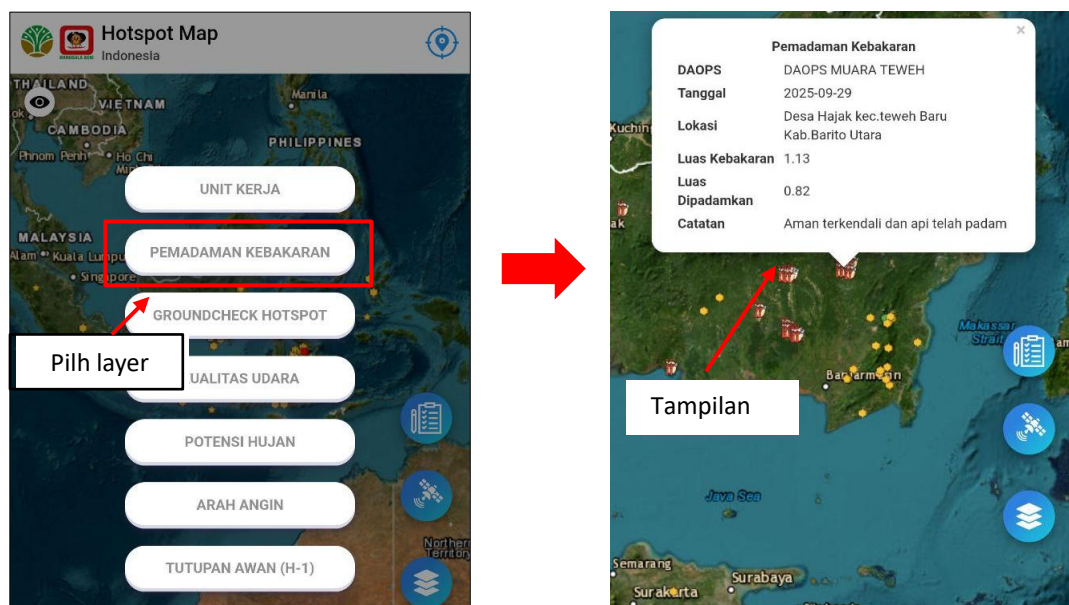 Hotspot Map
Indonesia
THAILAND
VIETNAM
CAMBODIA
Phnom Penh
Ho Chi
Manila
PHILIPPINES
MALAYSIA
Kuala Lumpu
Singapore
UNIT KERJA
PEMADAMAN KEBAKARAN
GROUNDCHECK HOTSPOT
UALITAS UDARA
POTENSI HUJAN
ARAH ANGIN
TUTUPAN AWAN (H-1)
Northern
Territory
Pilh layer
Pemadaman Kebakaran
DAOPS DAOPS MUARA TEWEH
Tanggal 2025-09-29
Lokasi Desa Hajak kec.teweh Baru
Kab.Barito Utara
Luas Kebakaran 1.13
Luas
Dipadamkan 0.82
Catatan Aman terkendali dan api telah padam
Kuching
Makassar
Strait
Tampilan
Java Sea
Semarang
Surabaya
Surakarta